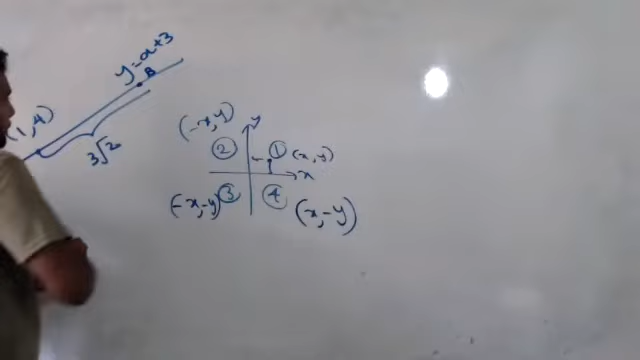 y = x+3
B
(1, 4)
3√2
(-x, y)
y
②
①
(x, y)
x
(-x, -y)
③
④
(x, -y)